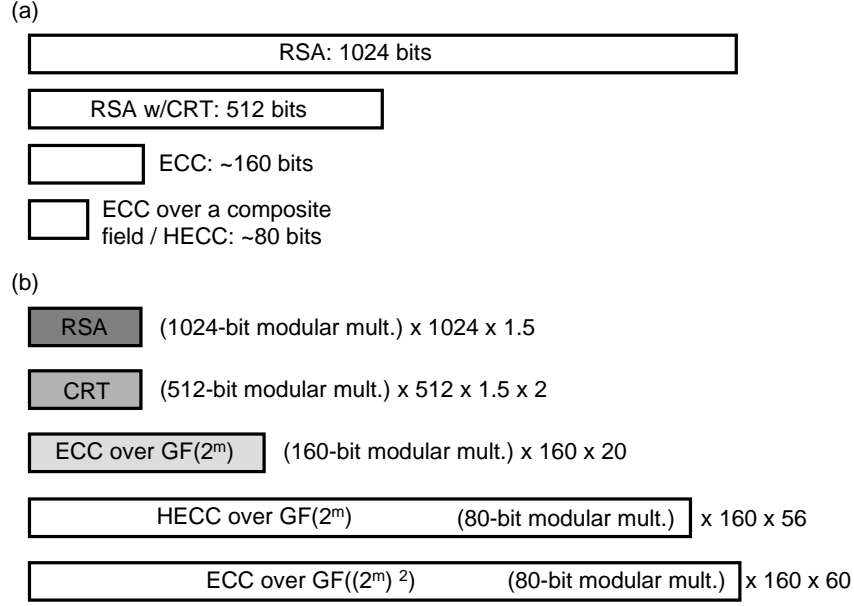 (a)
RSA: 1024 bits
RSA w/CRT: 512 bits
ECC: ~160 bits
ECC over a composite
field / HECC: ~80 bits
(b)
RSA (1024-bit modular mult.) x 1024 x 1.5
CRT (512-bit modular mult.) x 512 x 1.5 x 2
ECC over GF(2ᵐ) (160-bit modular mult.) x 160 x 20
HECC over GF(2ᵐ) (80-bit modular mult.) x 160 x 56
ECC over GF((2ᵐ) ²) (80-bit modular mult.) x 160 x 60